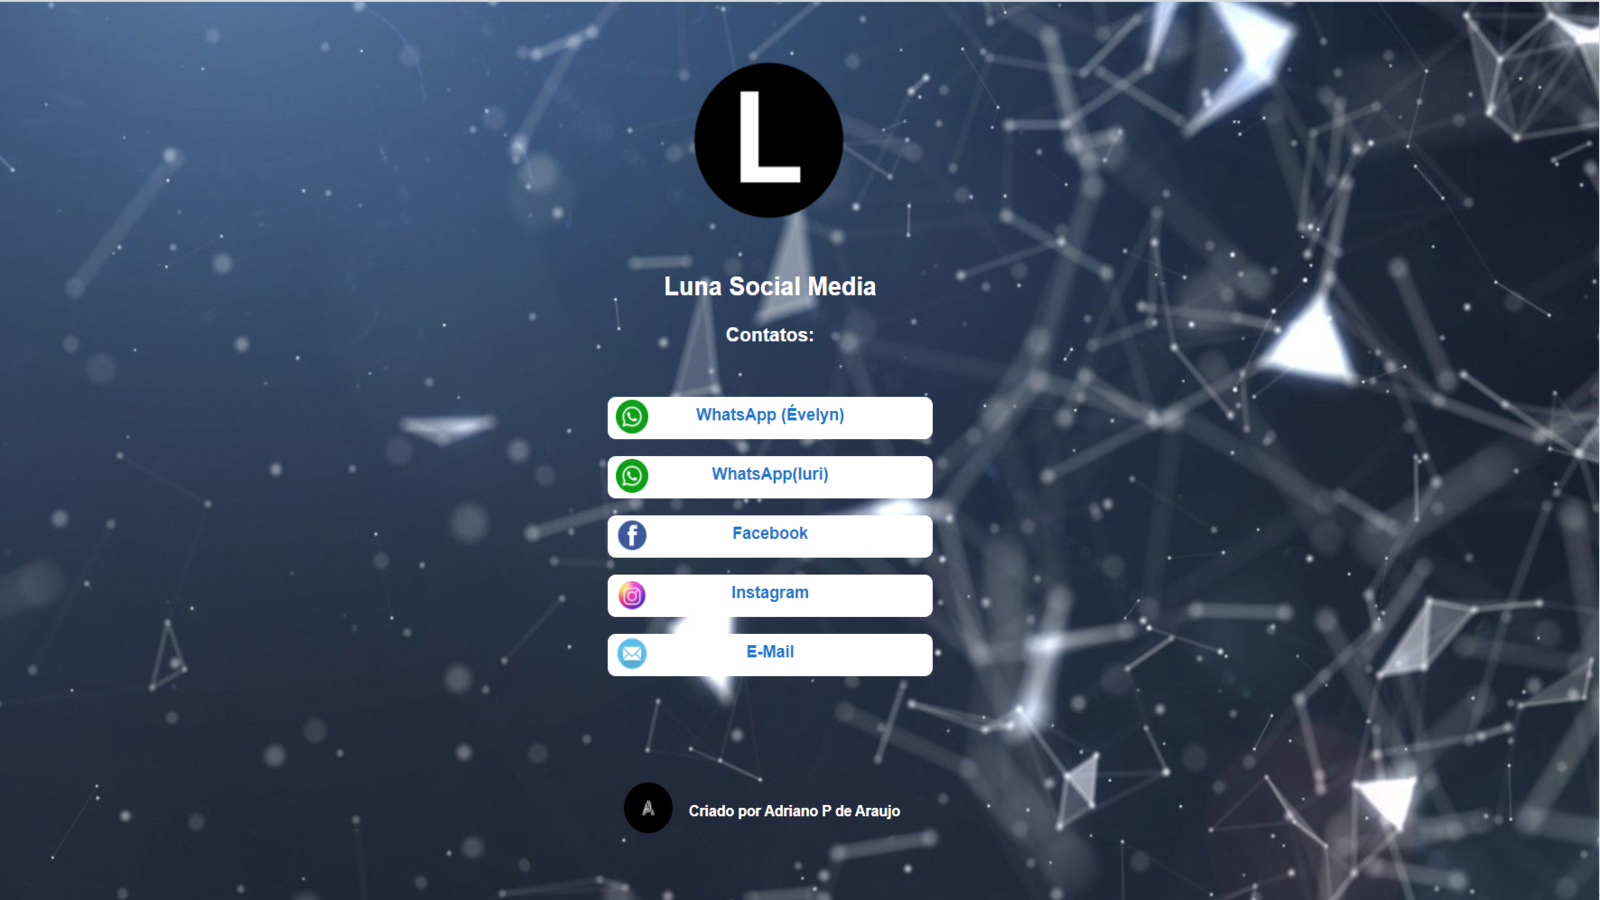 L
Luna Social Media
Contatos:
WhatsApp (Évelyn)
WhatsApp(Iuri)
Facebook
Instagram
E-Mail
A
Criado por Adriano P de Araujo